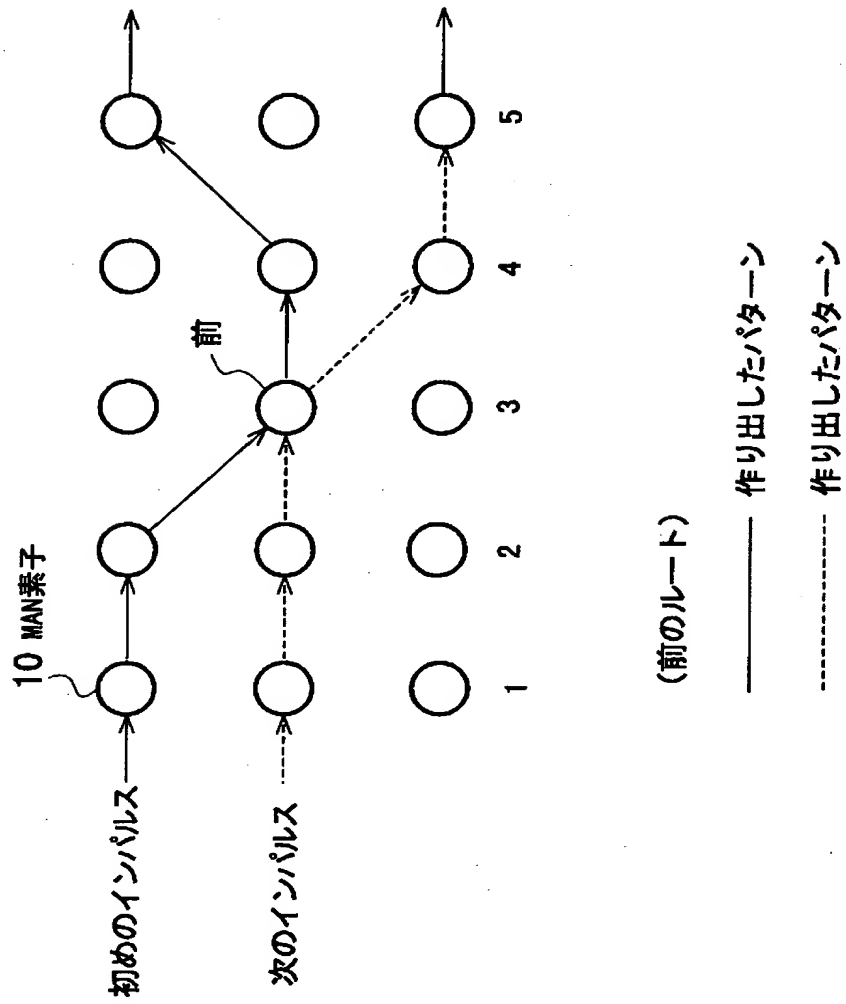 10 MAN素子
初めのインパルス
次のインパルス
前
1 2 3 4 5
(前のルート)
作り出したパターン
作り出したパターン